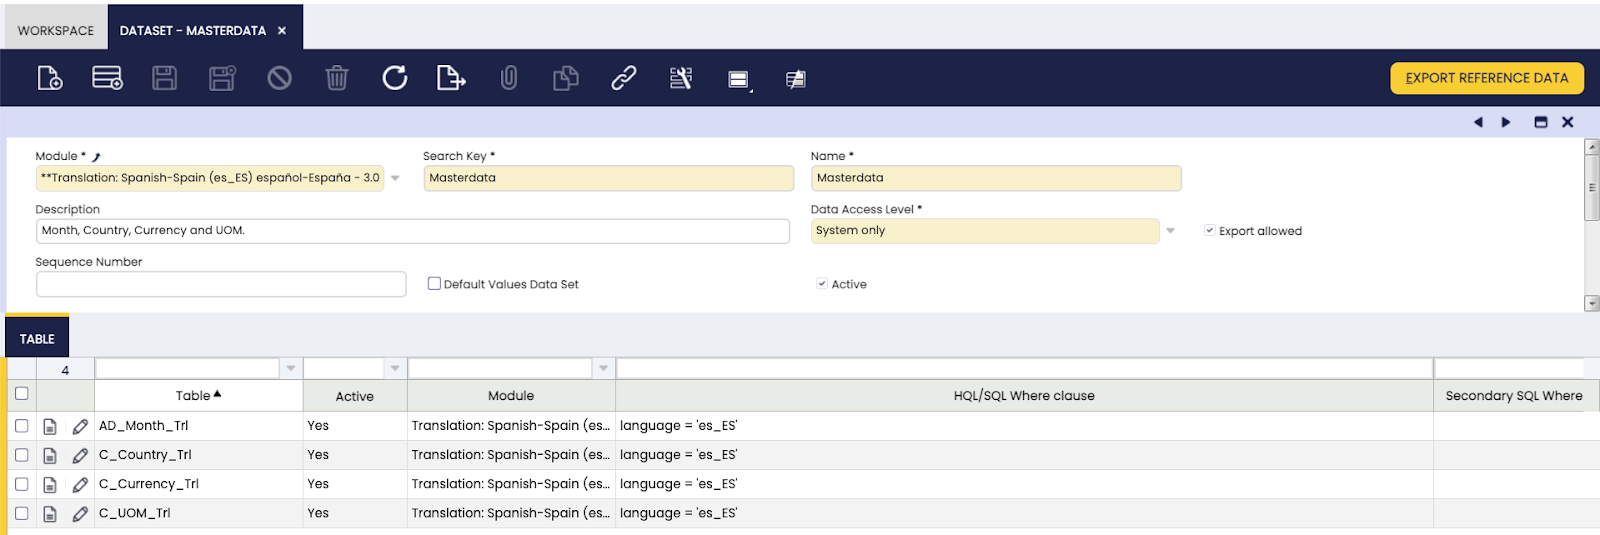 WORKSPACE DATASET - MASTERDATA ×
EXPORT REFERENCE DATA
Module * Search Key * Name *
**Translation: Spanish-Spain (es_ES) español-España - 3.0 Masterdata Masterdata
Description Data Access Level *
Month, Country, Currency and UOM. System only Export allowed
Sequence Number
Default Values Data Set Active
TABLE
4
Table Active Module HQL/SQL Where clause Secondary SQL Where
AD_Month_Trl Yes Translation: Spanish-Spain (es... language = 'es_ES'
C_Country_Trl Yes Translation: Spanish-Spain (es... language = 'es_ES'
C_Currency_Trl Yes Translation: Spanish-Spain (es... language = 'es_ES'
C_UOM_Trl Yes Translation: Spanish-Spain (es... language = 'es_ES'